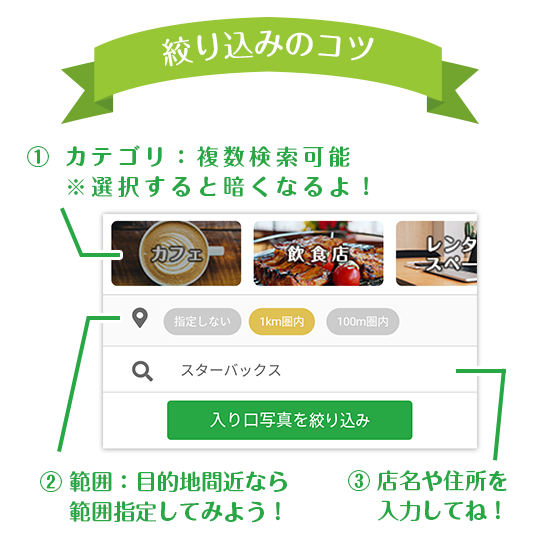 絞り込みのコツ
① カテゴリ：複数検索可能
※選択すると暗くなるよ！
カフェ
飲食店
レンタ
スペー
指定しない
1km圏内
100m圏内
スターバックス
入り口写真を絞り込み
② 範囲：目的地間近なら
範囲指定してみよう！
③ 店名や住所を
入力してね！